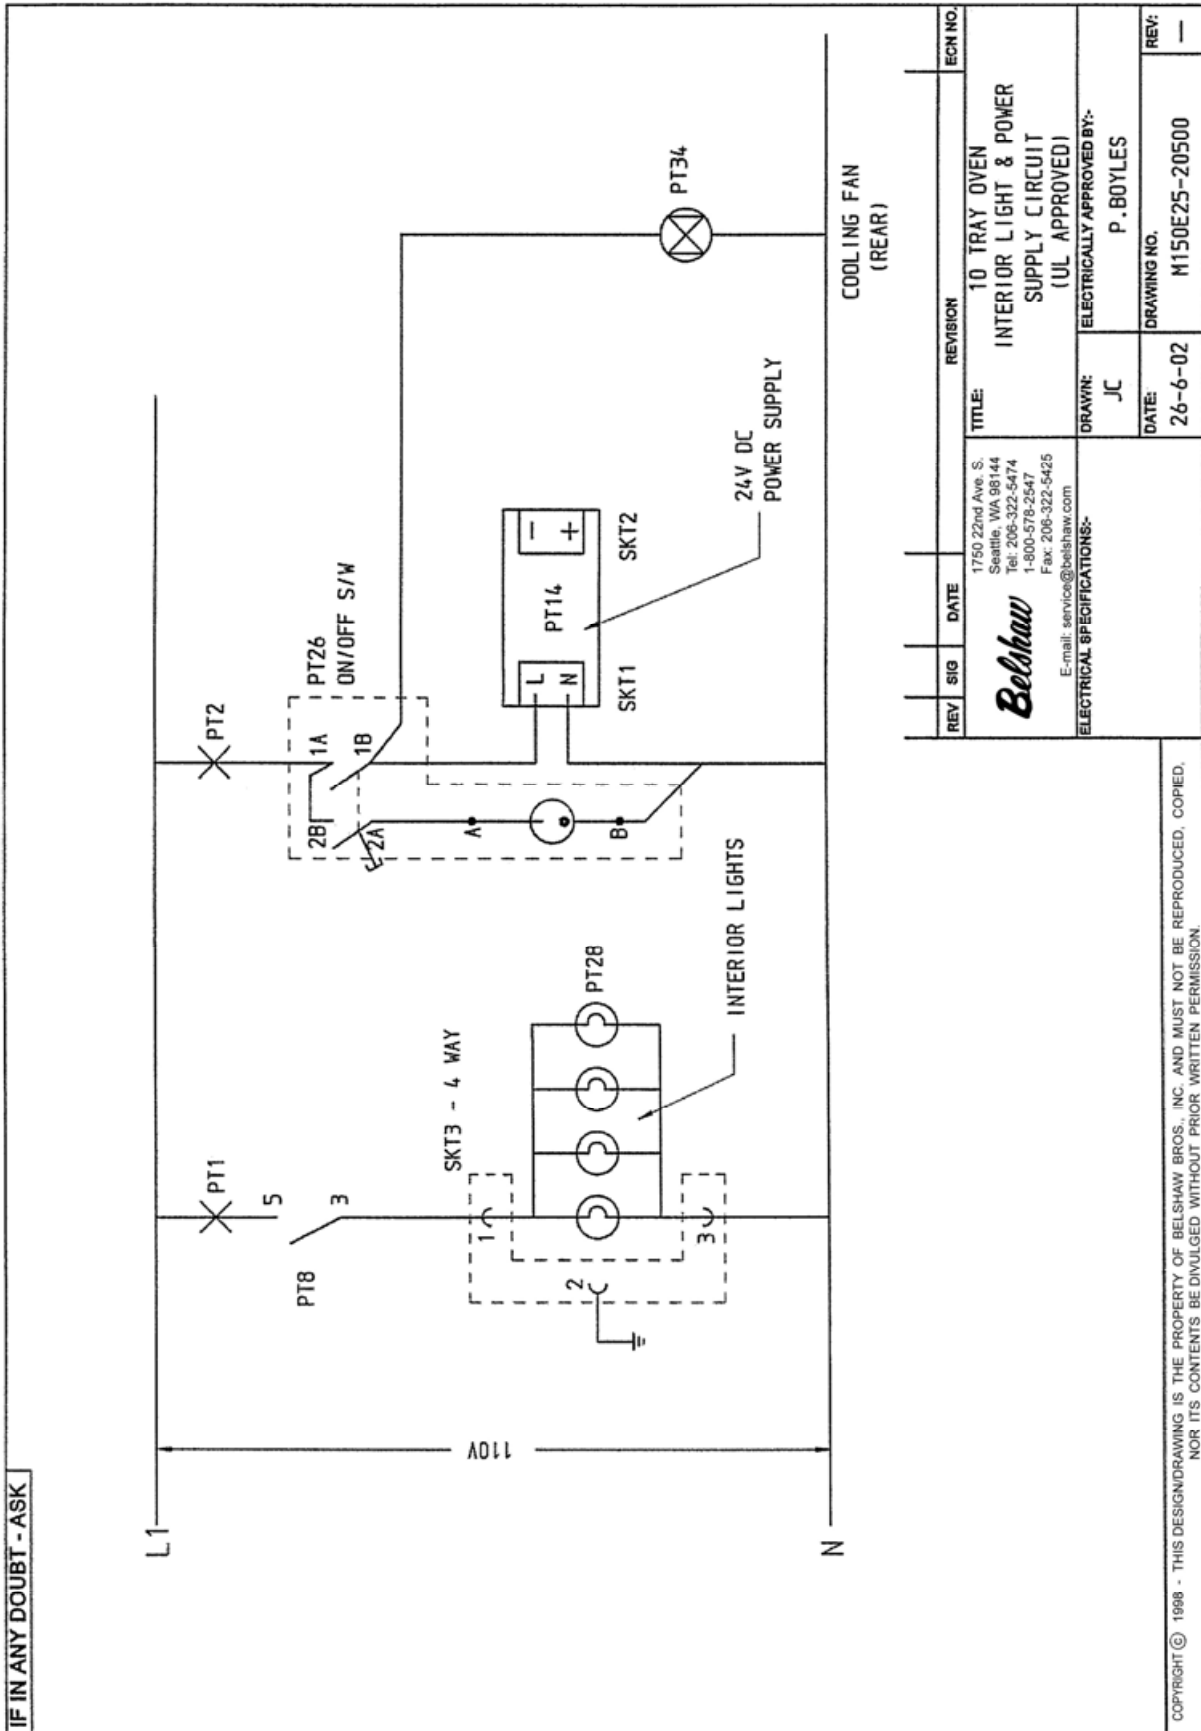 IF IN ANY DOUBT - ASK
L1
N
110V
PT1
5
3
PT8
SKT3 - 4 WAY
1
2
3
PT28
INTERIOR LIGHTS
PT2
PT26
ON/OFF S/W
1A
1B
2B
2A
A
B
L
N
PT14
SKT1
SKT2
24V DC
POWER SUPPLY
PT34
COOLING FAN
(REAR)
REV
SIG
DATE
REVISION
ECN NO.
Belshaw
1750 22nd Ave. S.
Seattle, WA 98144
Tel: 206-322-5474
1-800-578-2547
Fax: 206-322-5425
E-mail: service@belshaw.com
TITLE:
10 TRAY OVEN
INTERIOR LIGHT & POWER
SUPPLY CIRCUIT
(UL APPROVED)
ELECTRICAL SPECIFICATIONS:-
DRAWN:
JC
ELECTRICALLY APPROVED BY:-
P.BOYLES
DATE:
26-6-02
DRAWING NO.
M150E25-20500
REV:
—
COPYRIGHT © 1998 - THIS DESIGN/DRAWING IS THE PROPERTY OF BELSHAW BROS., INC. AND MUST NOT BE REPRODUCED, COPIED,
NOR ITS CONTENTS BE DIVULGED WITHOUT PRIOR WRITTEN PERMISSION.